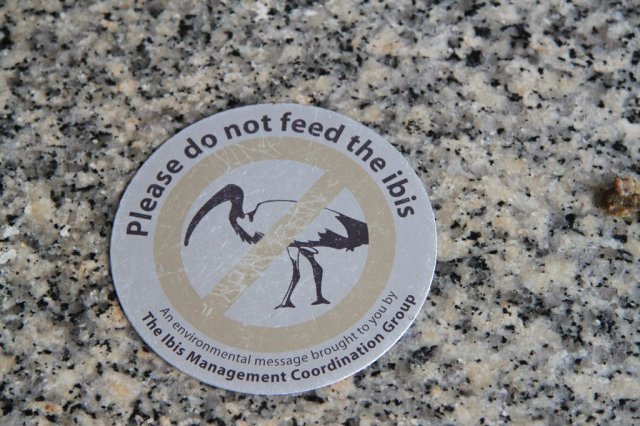 Please do not feed the ibis
An environmental message brought to you by
The Ibis Management Coordination Group